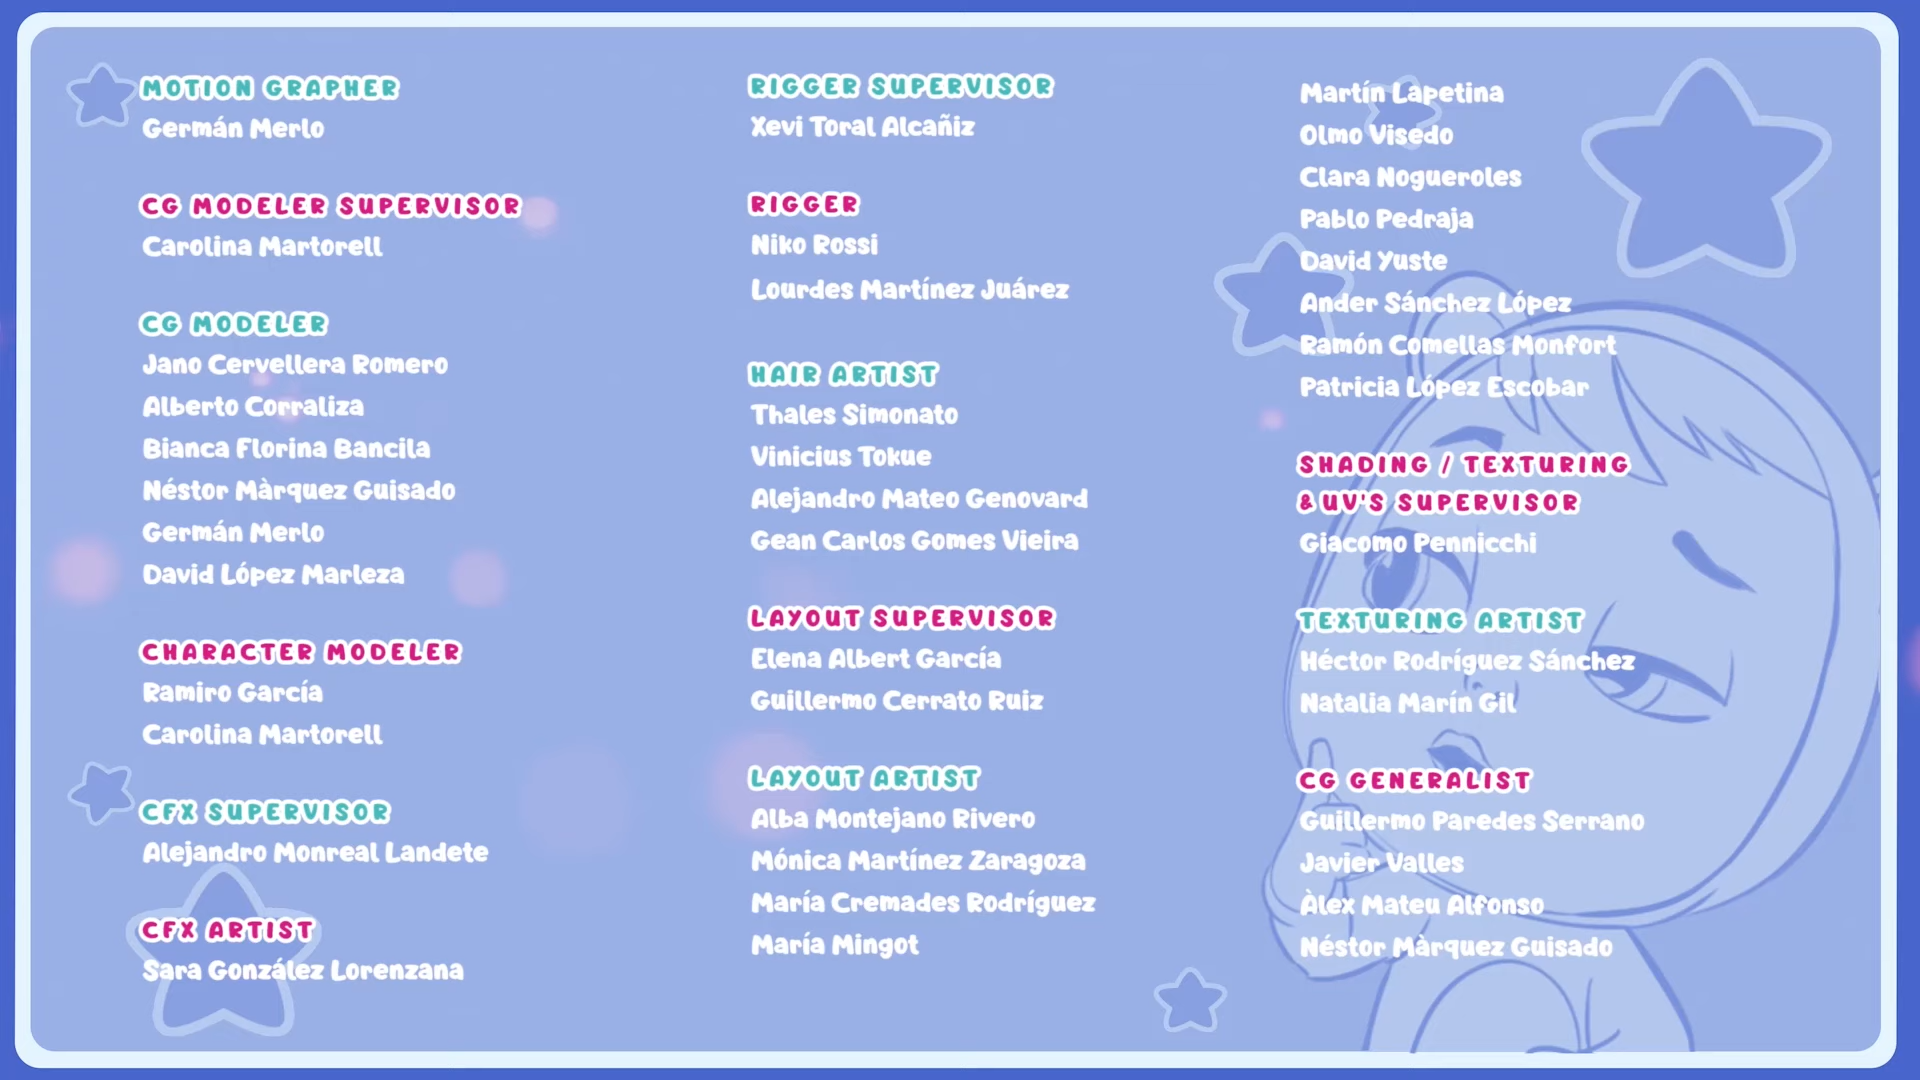 MOTION GRAPHER
Germán Merlo
CG MODELER SUPERVISOR
Carolina Martorell
CG MODELER
Jano Cervellera Romero
Alberto Corraliza
Bianca Florina Bancila
Néstor Màrquez Guisado
Germán Merlo
David López Marleza
CHARACTER MODELER
Ramiro García
Carolina Martorell
CFX SUPERVISOR
Alejandro Monreal Landete
CFX ARTIST
Sara González Lorenzana
RIGGER SUPERVISOR
Xevi Toral Alcañiz
RIGGER
Niko Rossi
Lourdes Martínez Juárez
HAIR ARTIST
Thales Simonato
Vinicius Tokue
Alejandro Mateo Genovard
Gean Carlos Gomes Vieira
LAYOUT SUPERVISOR
Elena Albert García
Guillermo Cerrato Ruiz
LAYOUT ARTIST
Alba Montejano Rivero
Mónica Martínez Zaragoza
María Cremades Rodríguez
María Mingot
Martín Lapetina
Olmo Visedo
Clara Nogueroles
Pablo Pedraja
David Yuste
Ander Sánchez López
Ramón Comellas Monfort
Patricia López Escobar
SHADING / TEXTURING
& UV'S SUPERVISOR
Giacomo Pennicchi
TEXTURING ARTIST
Héctor Rodríguez Sánchez
Natalia Marín Gil
CG GENERALIST
Guillermo Paredes Serrano
Javier Valles
Àlex Mateu Alfonso
Néstor Màrquez Guisado